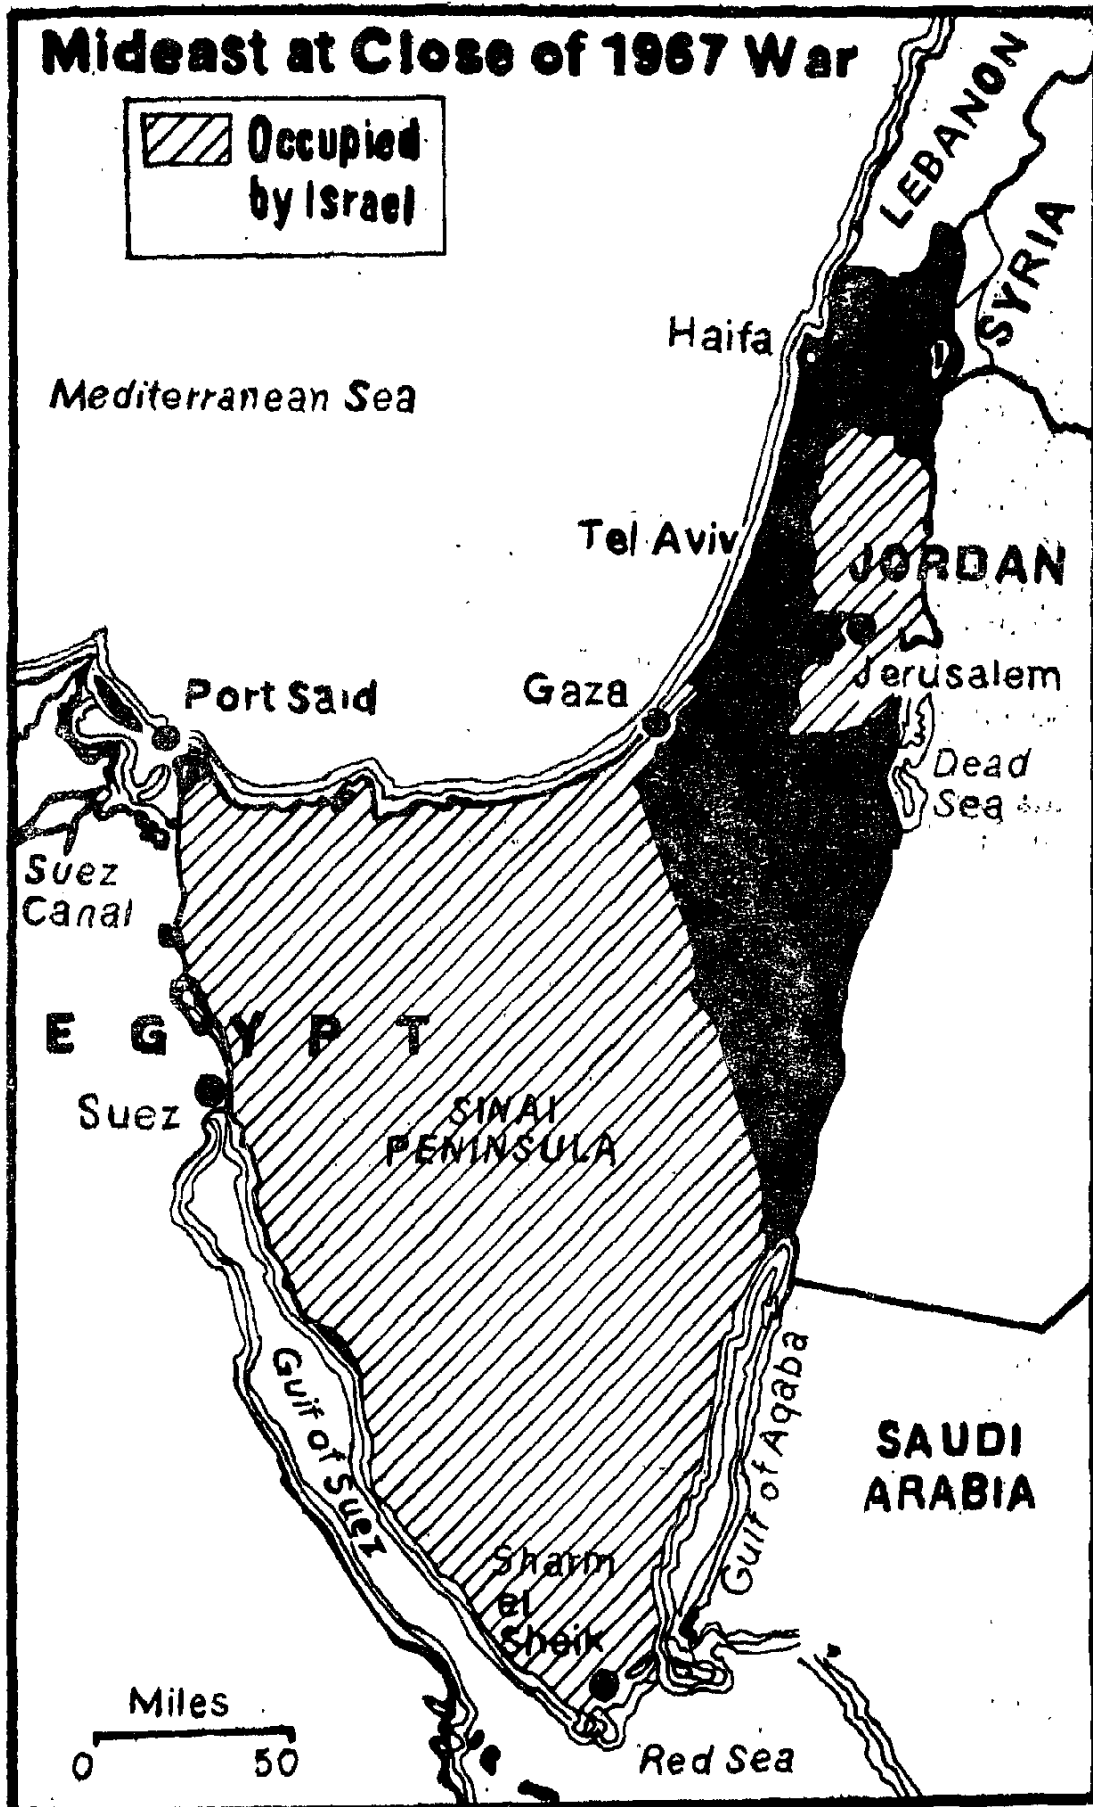 Mideast at Close of 1967 War
Occupied
by Israel
LEBANON
SYRIA
Haifa
Mediterranean Sea
Tel Aviv
JORDAN
Jerusalem
Port Said
Gaza
Dead
Sea
Suez
Canal
EGYPT
Suez
SINAI
PENINSULA
Gulf of Suez
Gulf of Aqaba
SAUDI
ARABIA
Sharm
el
Sheik
Miles
0 50
Red Sea